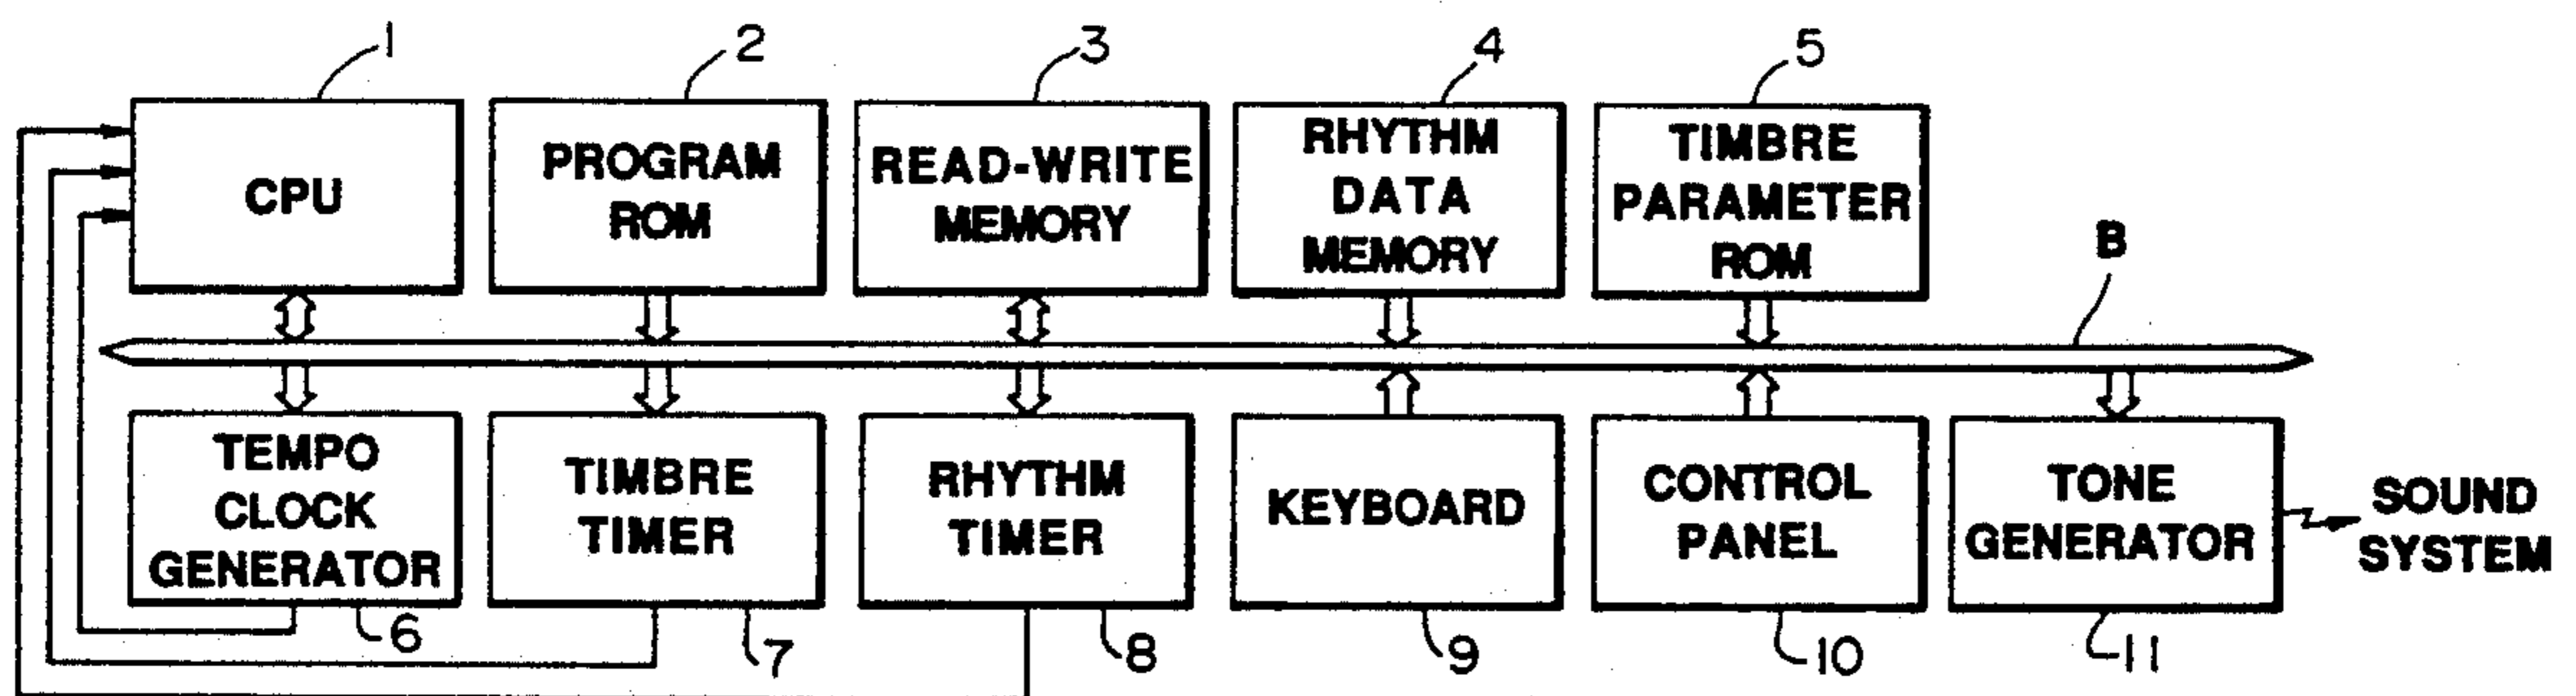 1
2
3
4
5
CPU
PROGRAM
ROM
READ-WRITE
MEMORY
RHYTHM
DATA
MEMORY
TIMBRE
PARAMETER
ROM
B
TEMPO
CLOCK
GENERATOR
TIMBRE
TIMER
RHYTHM
TIMER
KEYBOARD
CONTROL
PANEL
TONE
GENERATOR
SOUND
SYSTEM
6
7
8
9
10
11